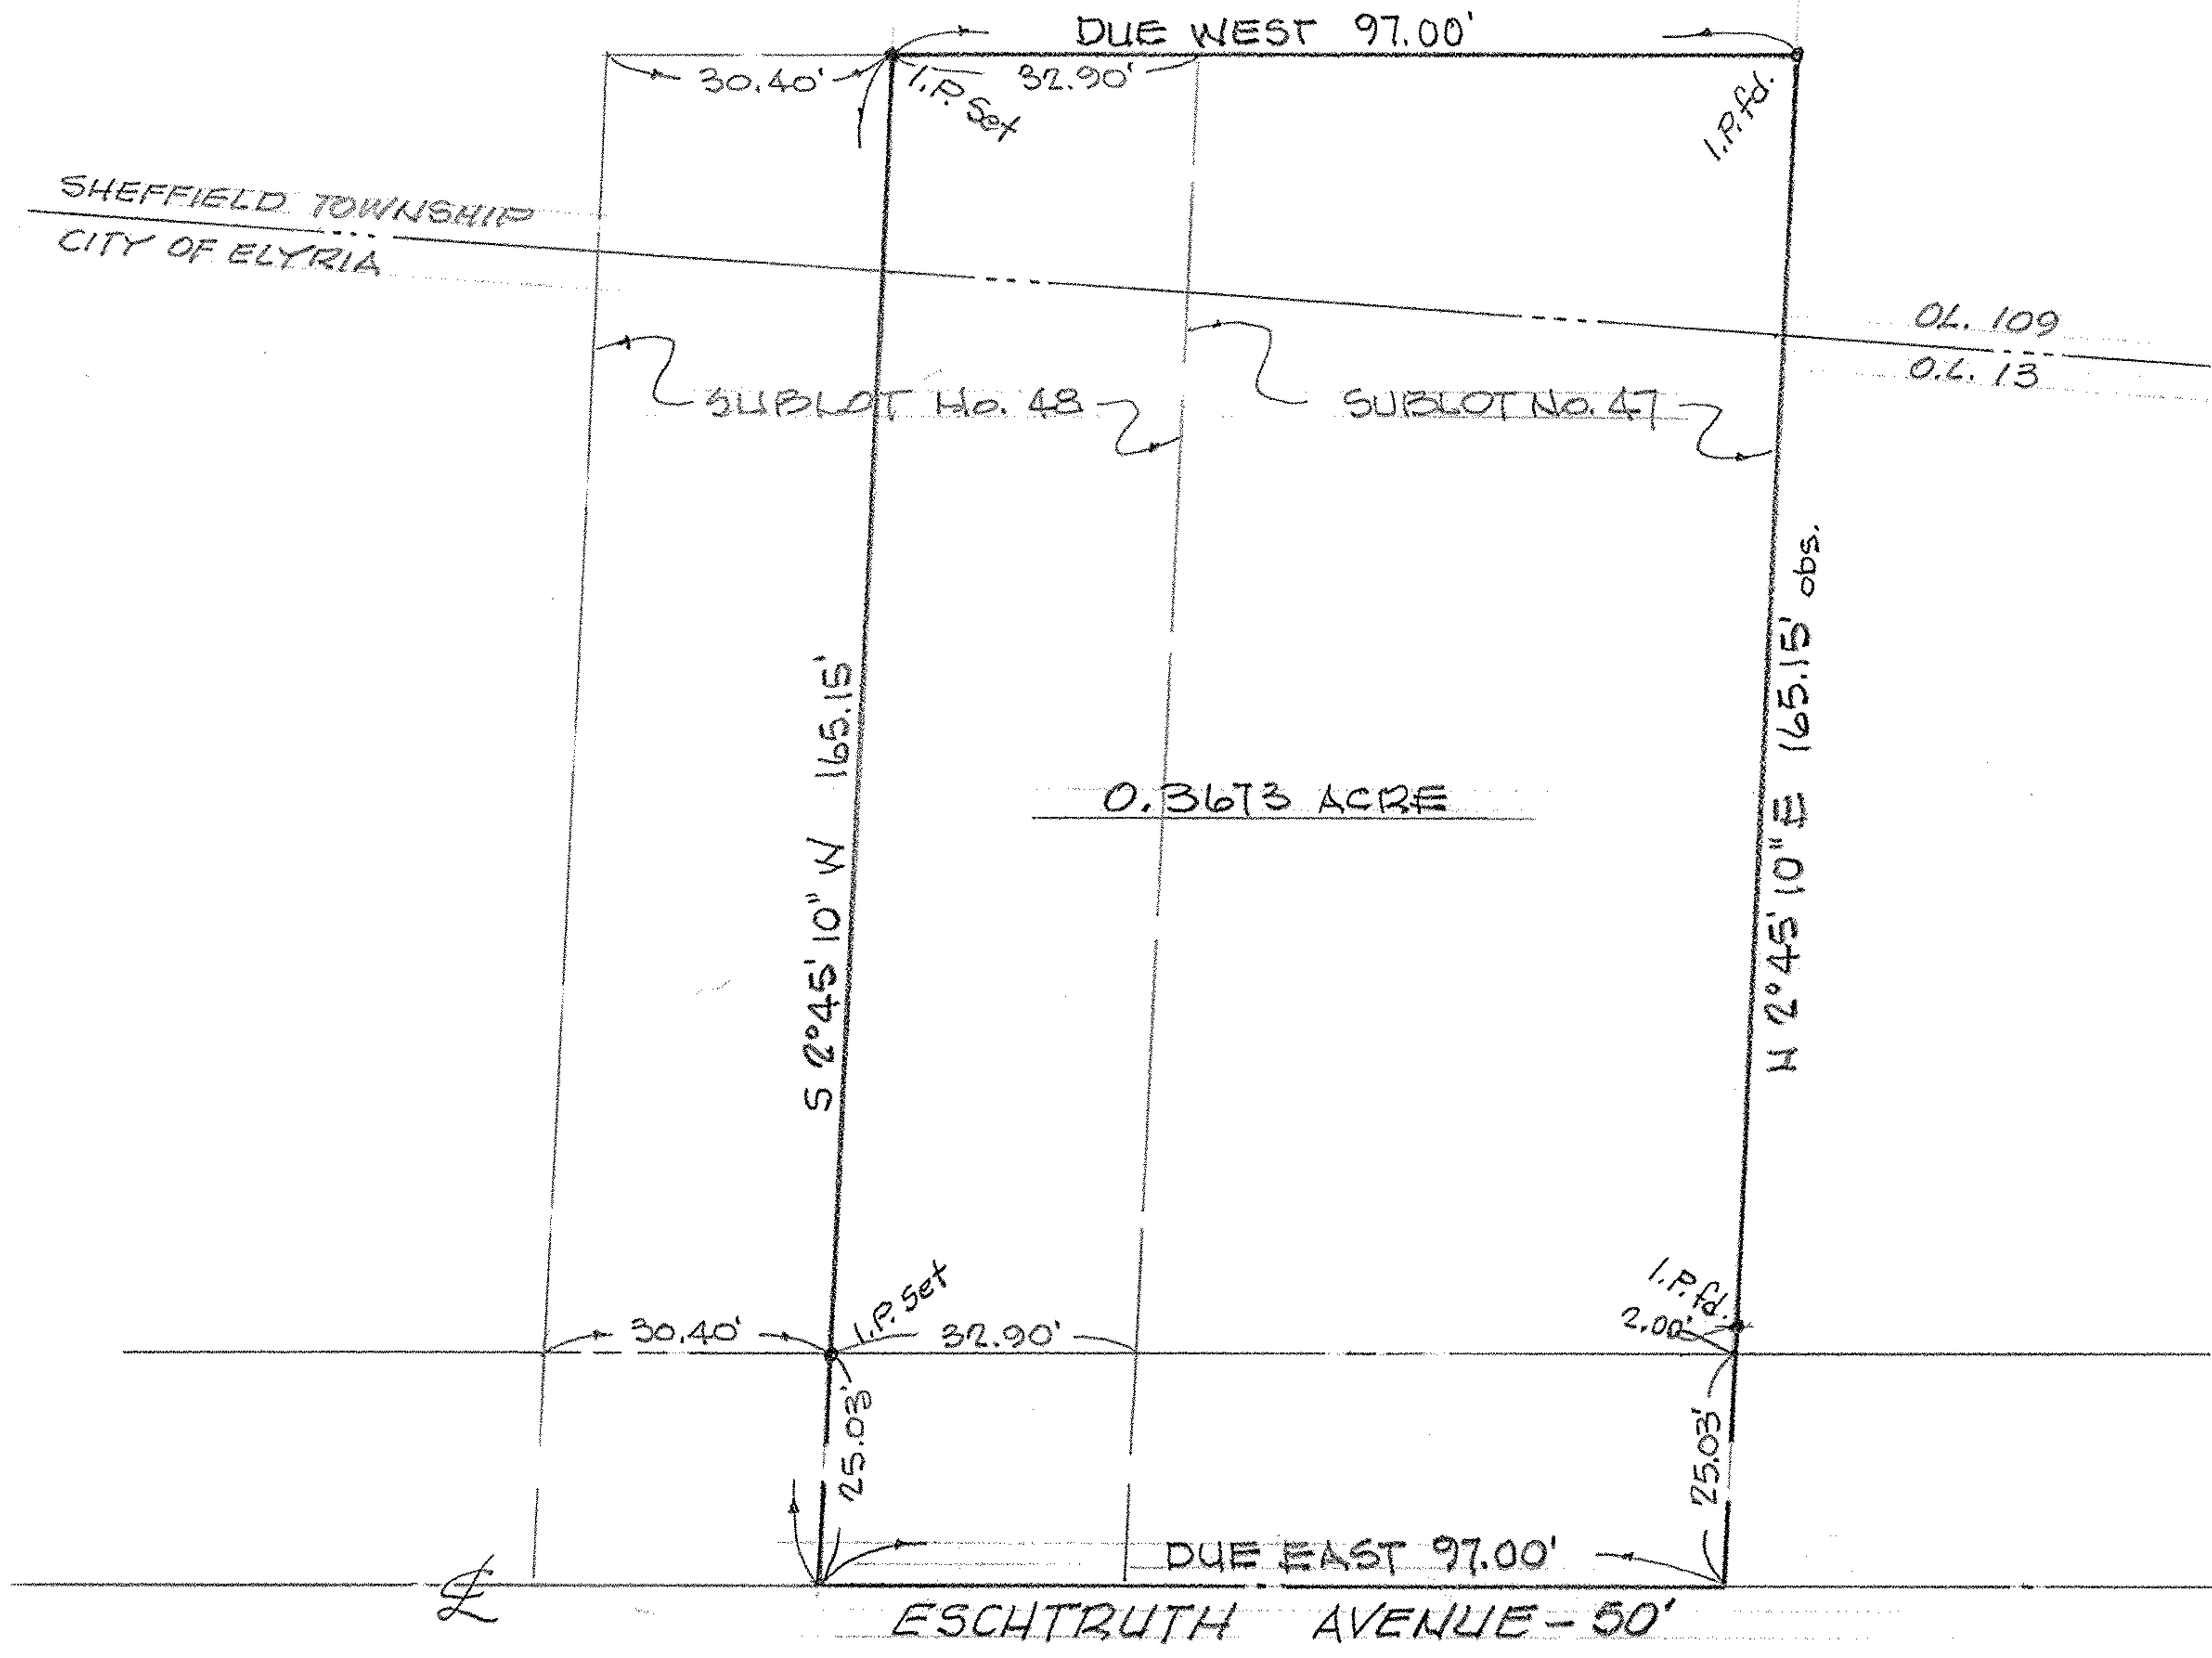 DUE WEST 97.00'
30.40'
I.P. Set
32.90'
I.P. fd.
SHEFFIELD TOWNSHIP
CITY OF ELYRIA
OL. 109
O.L. 13
SUBLOT No. 48
SUBLOT No. 47
S 2°45'10" W 165.15'
N 2°45'10" E 165.15' obs.
0.3673 ACRE
30.40'
I.P. Set
32.90'
I.P. fd.
2.00'
25.03'
25.03'
DUE EAST 97.00'
℄
ESCHTRUTH AVENUE - 50'